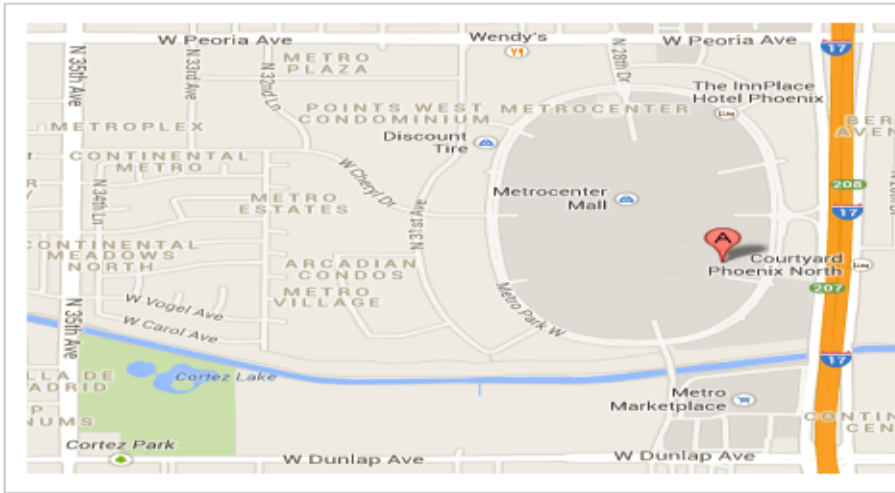 W Peoria Ave
Wendy's
W Peoria Ave
17
N 35th Ave
N 33rd Ave
N 32nd Ln
N 28th Dr
METRO
PLAZA
The InnPlace
Hotel Phoenix
POINTS WEST
CONDOMINIUM
METROCENTER
METROPLEX
Discount
Tire
CONTINENTAL
METRO
W Cheryl Dr
208
Metrocenter
Mall
N 34th Ln
METRO
ESTATES
N 31st Ave
17
A
CONTINENTAL
MEADOWS
NORTH
ARCADIAN
CONDOS
Courtyard
Phoenix North
207
METRO
VILLAGE
Metro Park W
W Vogel Ave
W Carol Ave
N 35th Ave
17
Cortez Lake
Metro
Marketplace
Cortez Park
W Dunlap Ave
W Dunlap Ave